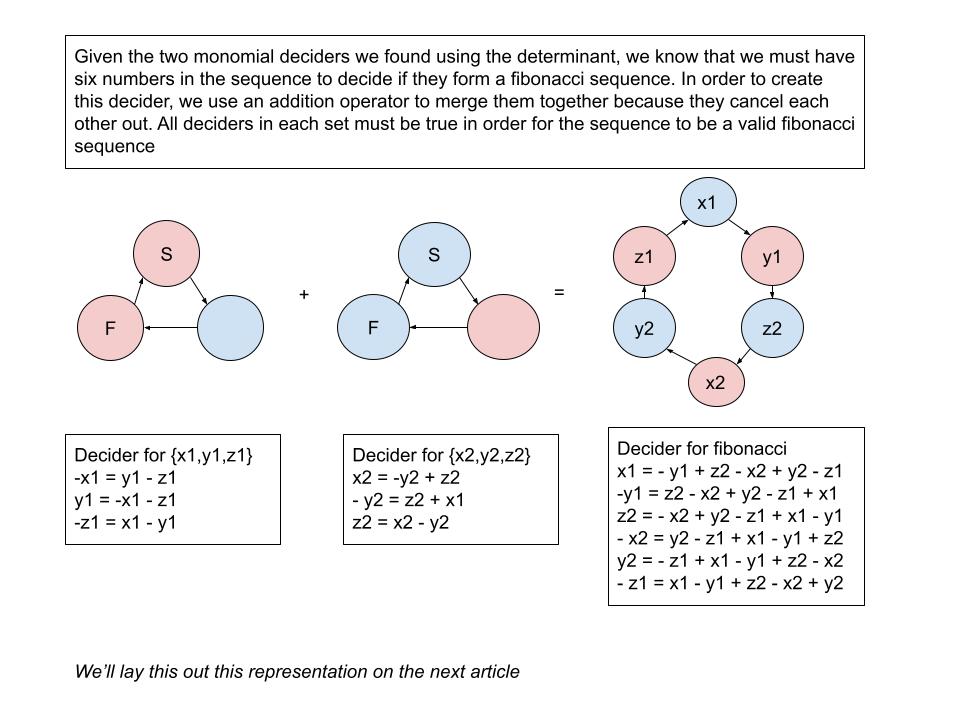 Given the two monomial deciders we found using the determinant, we know that we must have
six numbers in the sequence to decide if they form a fibonacci sequence. In order to create
this decider, we use an addition operator to merge them together because they cancel each
other out. All deciders in each set must be true in order for the sequence to be a valid fibonacci
sequence
x1
S
S
z1
y1
+
=
F
F
y2
z2
x2
Decider for {x1,y1,z1}
-x1 = y1 - z1
y1 = -x1 - z1
-z1 = x1 - y1
Decider for {x2,y2,z2}
x2 = -y2 + z2
- y2 = z2 + x1
z2 = x2 - y2
Decider for fibonacci
x1 = - y1 + z2 - x2 + y2 - z1
-y1 = z2 - x2 + y2 - z1 + x1
z2 = - x2 + y2 - z1 + x1 - y1
- x2 = y2 - z1 + x1 - y1 + z2
y2 = - z1 + x1 - y1 + z2 - x2
- z1 = x1 - y1 + z2 - x2 + y2
We'll lay this out this representation on the next article